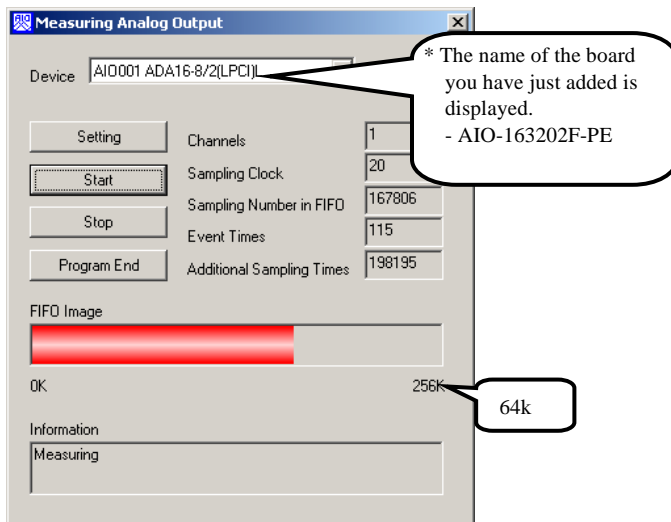 Measuring Analog Output
Device AIO001 ADA16-8/2(LPCI)L
* The name of the board
you have just added is
displayed.
- AIO-163202F-PE
Setting
Start
Stop
Program End
Channels 1
Sampling Clock 20
Sampling Number in FIFO 167806
Event Times 115
Additional Sampling Times 198195
FIFO Image
0K 256K
64k
Information
Measuring